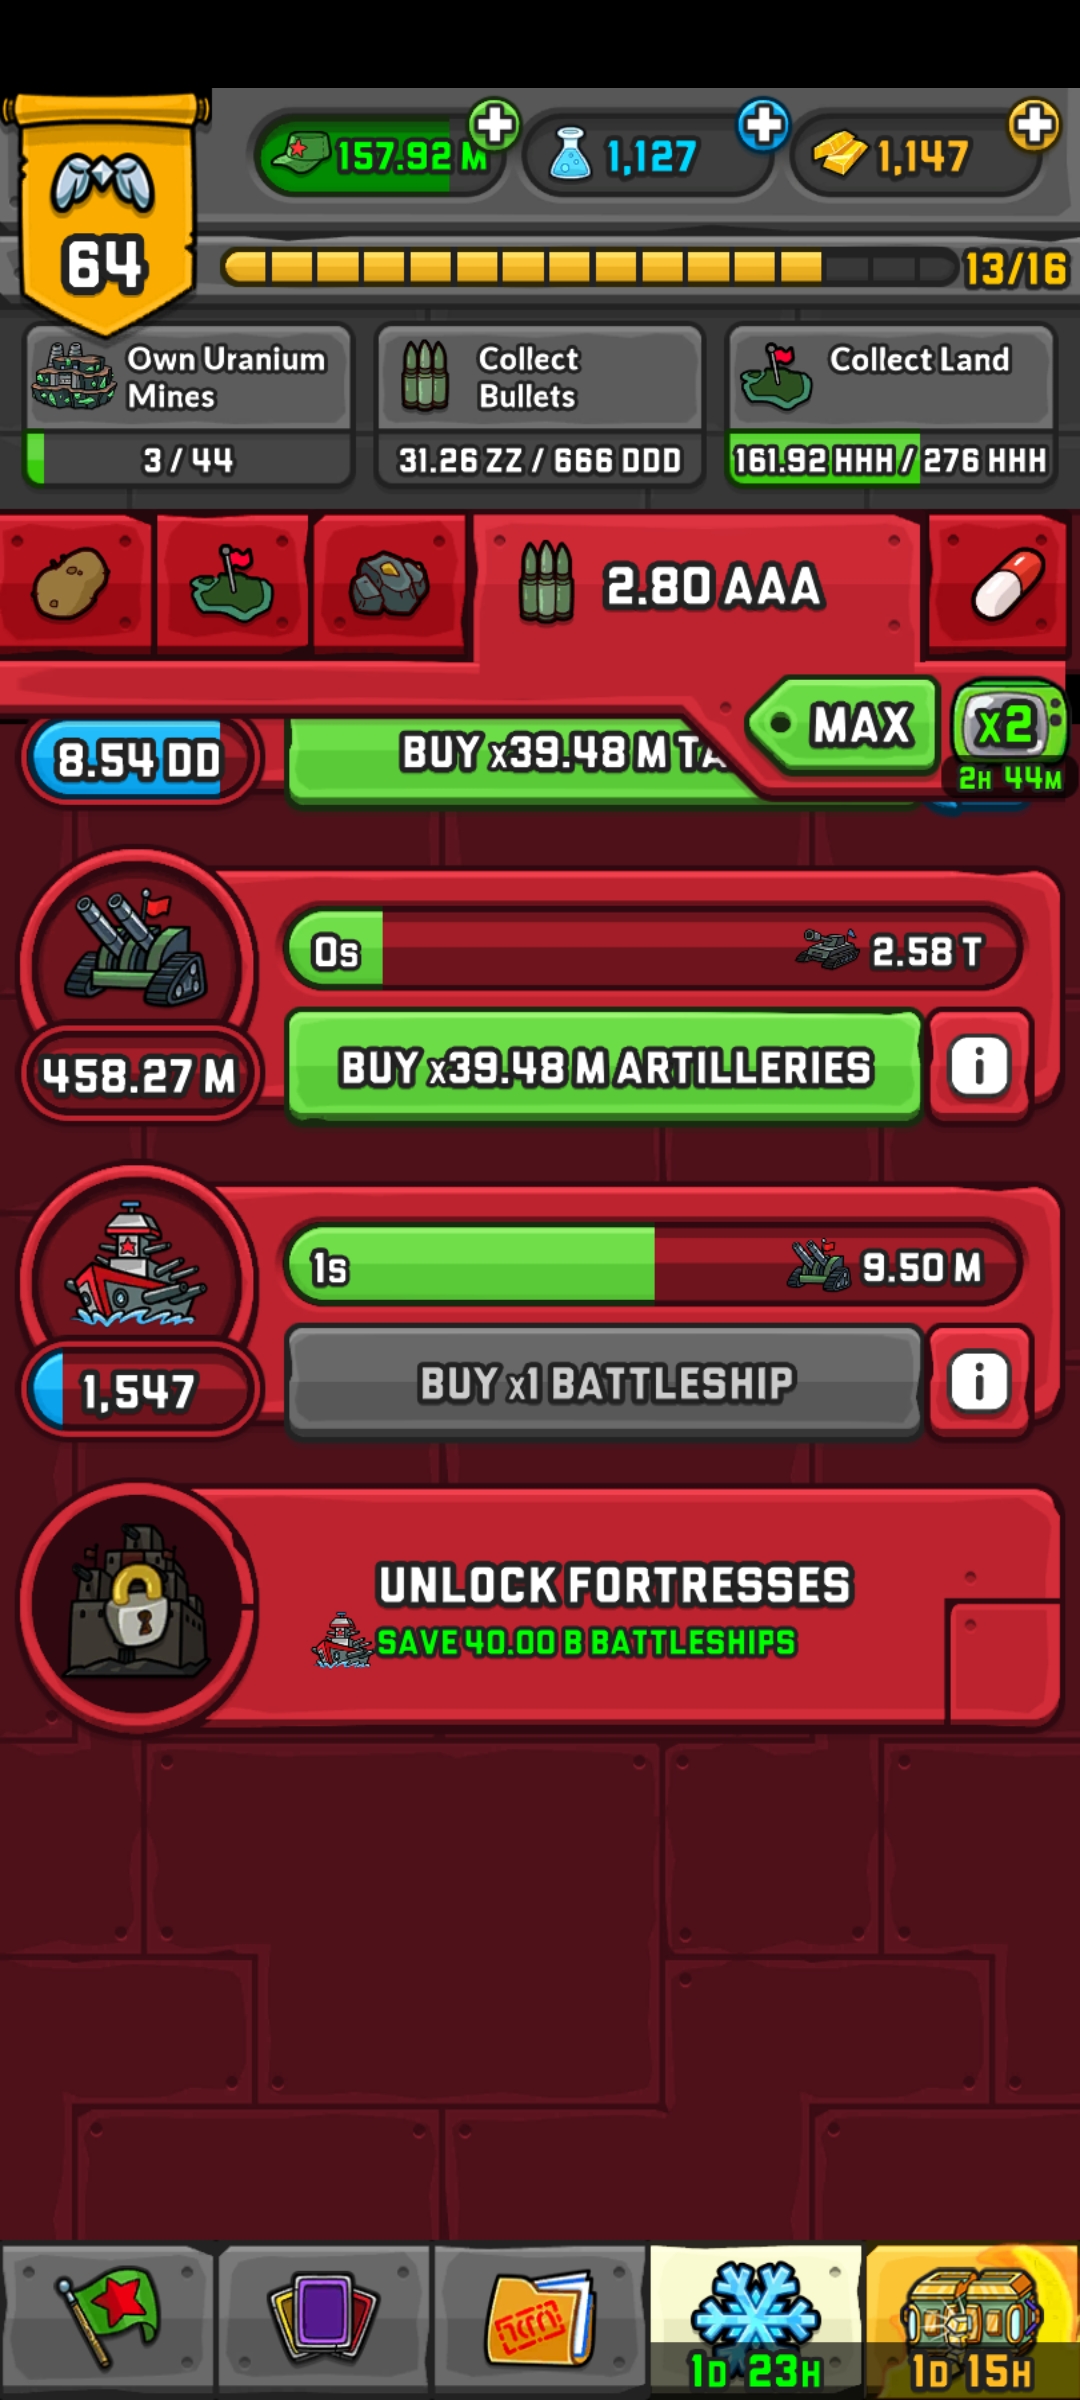 157.92 M
1,127
1,147
64
13/16
Own Uranium
Mines
3 / 44
Collect
Bullets
31.26 ZZ / 666 DDD
Collect Land
161.92 HHH / 276 HHH
2.80 AAA
MAX
x2
2H 44M
8.54 DD
BUY x39.48 M TA
0s
2.58 T
458.27 M
BUY x39.48 M ARTILLERIES
i
1s
9.50 M
1,547
BUY x1 BATTLESHIP
i
UNLOCK FORTRESSES
SAVE 40.00 B BATTLESHIPS
1D 23H
1D 15H